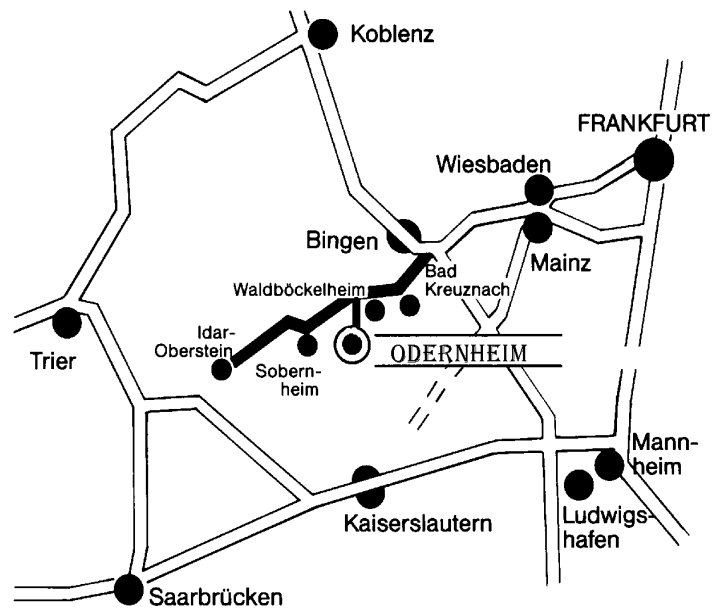 Koblenz
FRANKFURT
Wiesbaden
Bingen
Mainz
Bad
Kreuznach
Waldböckelheim
Idar-
Oberstein
Trier
Sobern-
heim
ODERNHEIM
Mann-
heim
Kaiserslautern
Ludwigs-
hafen
Saarbrücken